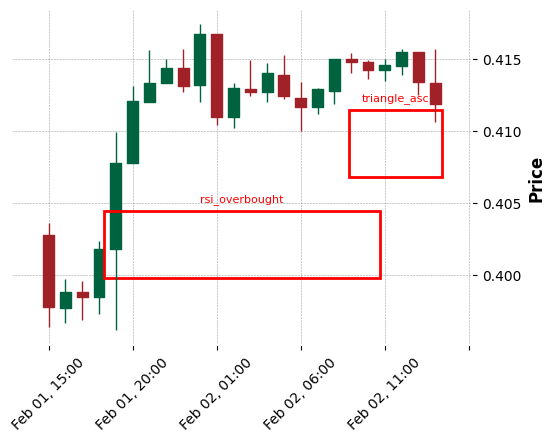 0.415
triangle_asc
0.410
Price
rsi_overbought
0.405
0.400
Feb 01, 15:00
Feb 01, 20:00
Feb 02, 01:00
Feb 02, 06:00
Feb 02, 11:00